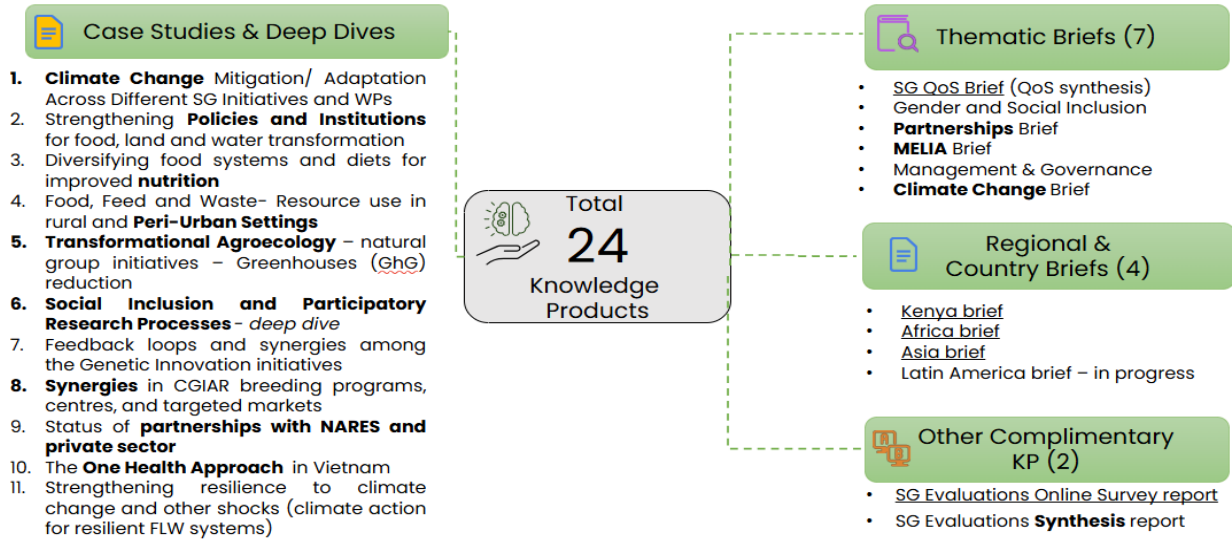 Case Studies & Deep Dives
1. Climate Change Mitigation/ Adaptation
Across Different SG Initiatives and WPs
2. Strengthening Policies and Institutions
for food, land and water transformation
3. Diversifying food systems and diets for
improved nutrition
4. Food, Feed and Waste- Resource use in
rural and Peri-Urban Settings
5. Transformational Agroecology – natural
group initiatives – Greenhouses (GhG)
reduction
6. Social Inclusion and Participatory
Research Processes - deep dive
7. Feedback loops and synergies among
the Genetic Innovation initiatives
8. Synergies in CGIAR breeding programs,
centres, and targeted markets
9. Status of partnerships with NARES and
private sector
10. The One Health Approach in Vietnam
11. Strengthening resilience to climate
change and other shocks (climate action
for resilient FLW systems)
Total
24
Knowledge
Products
Thematic Briefs (7)
• SG QoS Brief (QoS synthesis)
• Gender and Social Inclusion
• Partnerships Brief
• MELIA Brief
• Management & Governance
• Climate Change Brief
Regional &
Country Briefs (4)
• Kenya brief
• Africa brief
• Asia brief
• Latin America brief – in progress
Other Complimentary
KP (2)
• SG Evaluations Online Survey report
• SG Evaluations Synthesis report